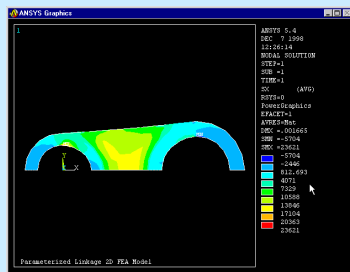 ANSYS Graphics
1
ANSYS 5.4
DEC 7 1998
12:26:14
NODAL SOLUTION
STEP=1
SUB =1
TIME=1
SX (AVG)
RSYS=0
PowerGraphics
EFACET=1
AVRES=Mat
DMX =.001665
SMN =-5704
SMX =23621
-5704
-2446
812.693
4071
7329
10588
13846
17104
20363
23621
MN
Y
Z
X
Parameterized Linkage 2D FEA Model